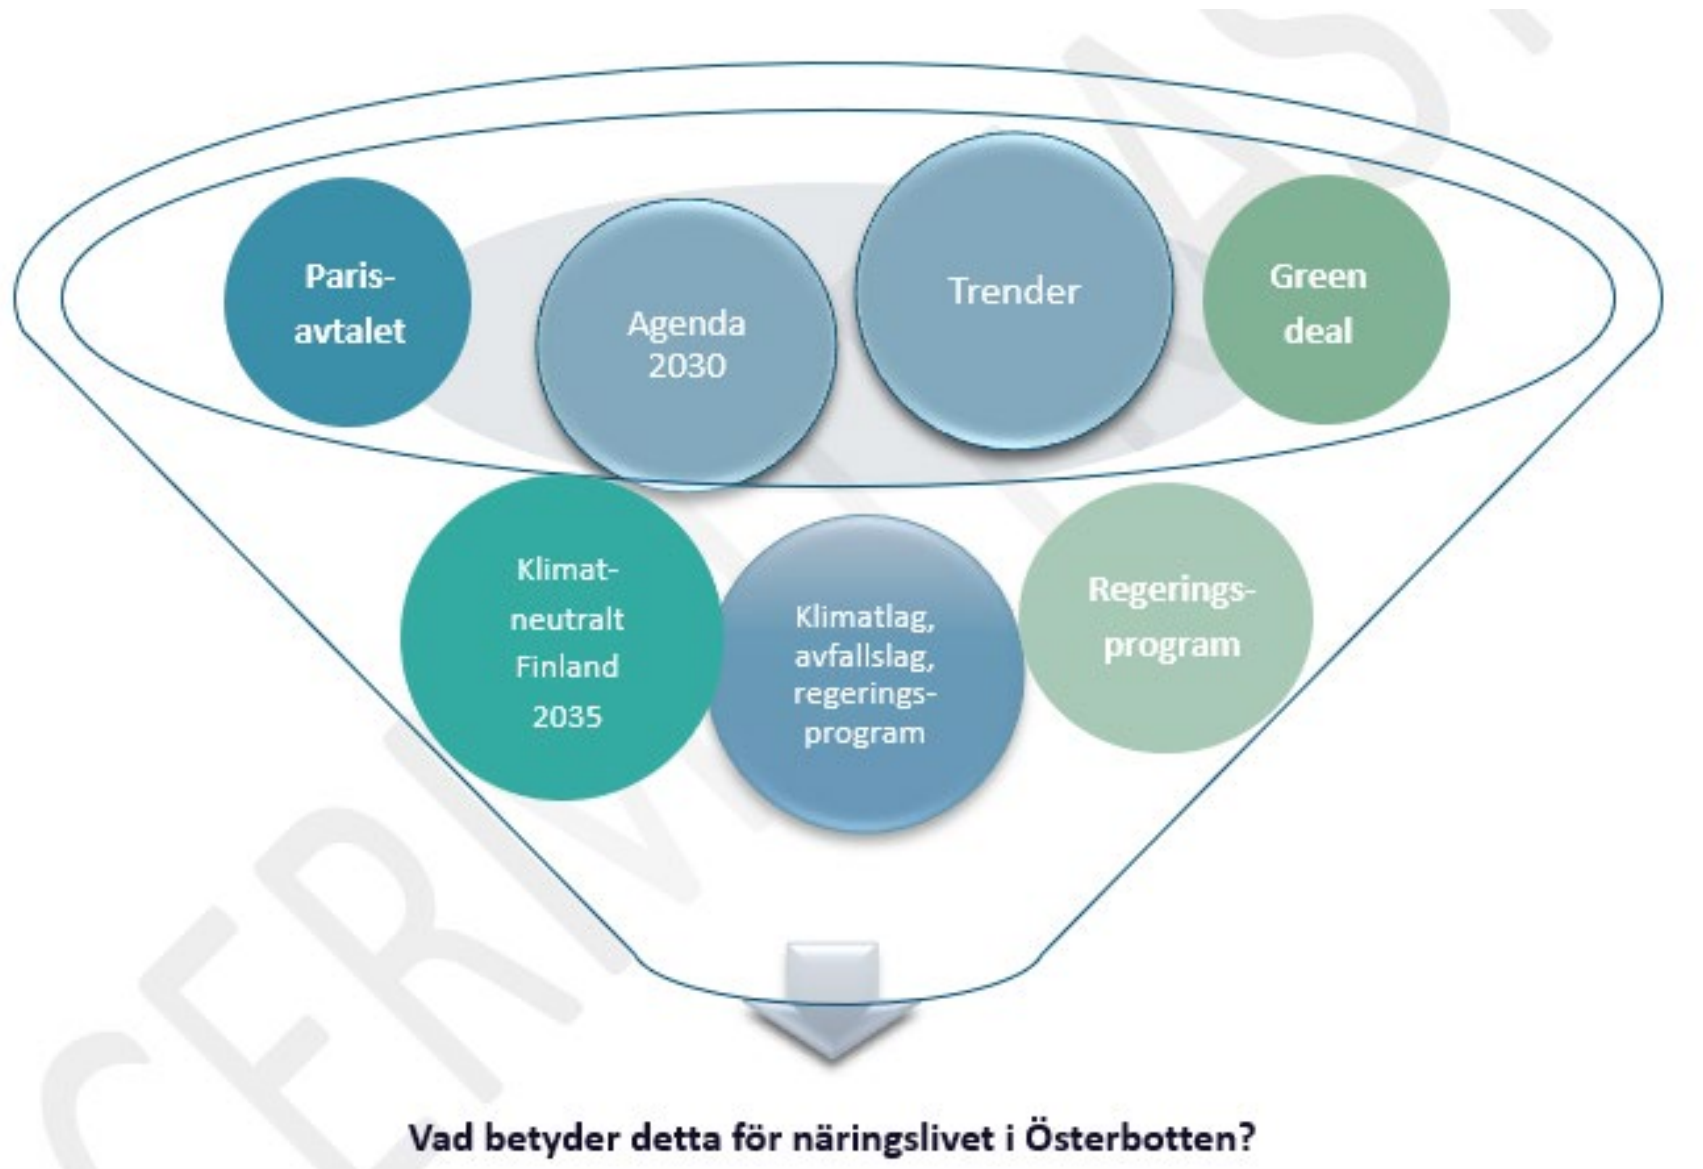 Paris-
avtalet
Agenda
2030
Trender
Green
deal
Klimat-
neutralt
Finland
2035
Klimatlag,
avfallslag,
regerings-
program
Regerings-
program
Vad betyder detta för näringslivet i Österbotten?